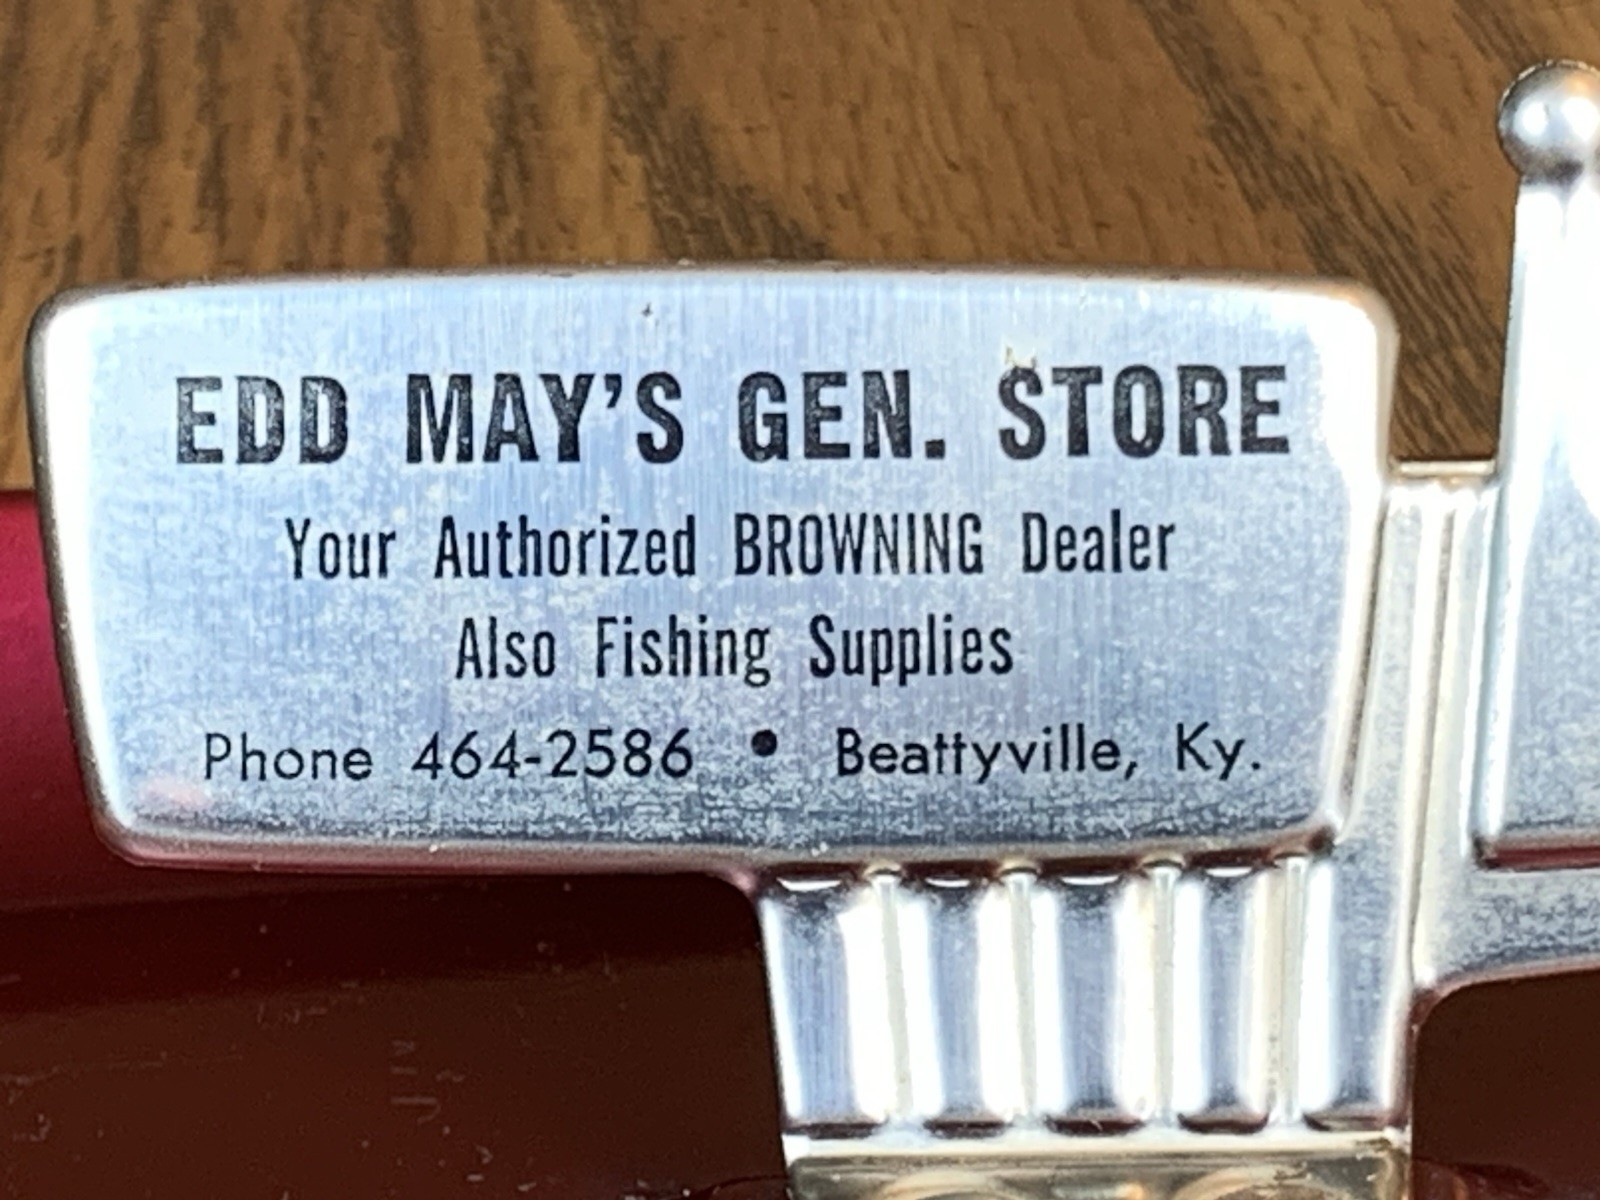 EDD MAY'S GEN. STORE
Your Authorized BROWNING Dealer
Also Fishing Supplies
Phone 464-2586 • Beattyville, Ky.